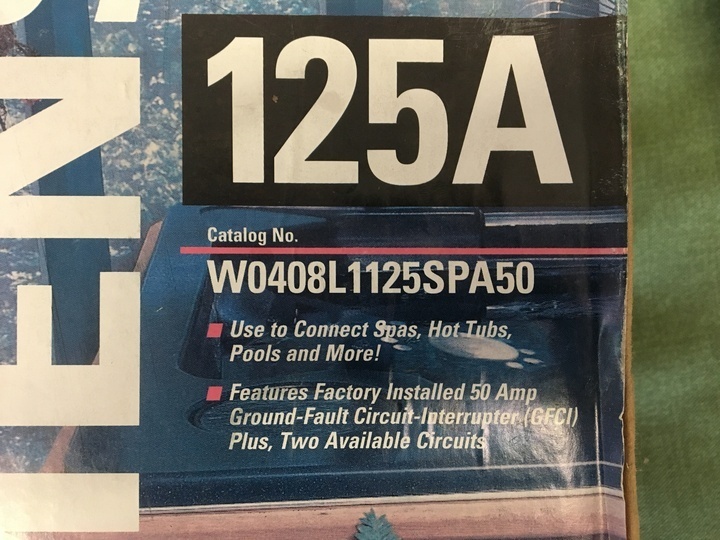 125A
Catalog No.
W0408L1125SPA50
Use to Connect Spas, Hot Tubs,
Pools and More!
Features Factory Installed 50 Amp
Ground-Fault Circuit-Interrupter (GFCI)
Plus, Two Available Circuits